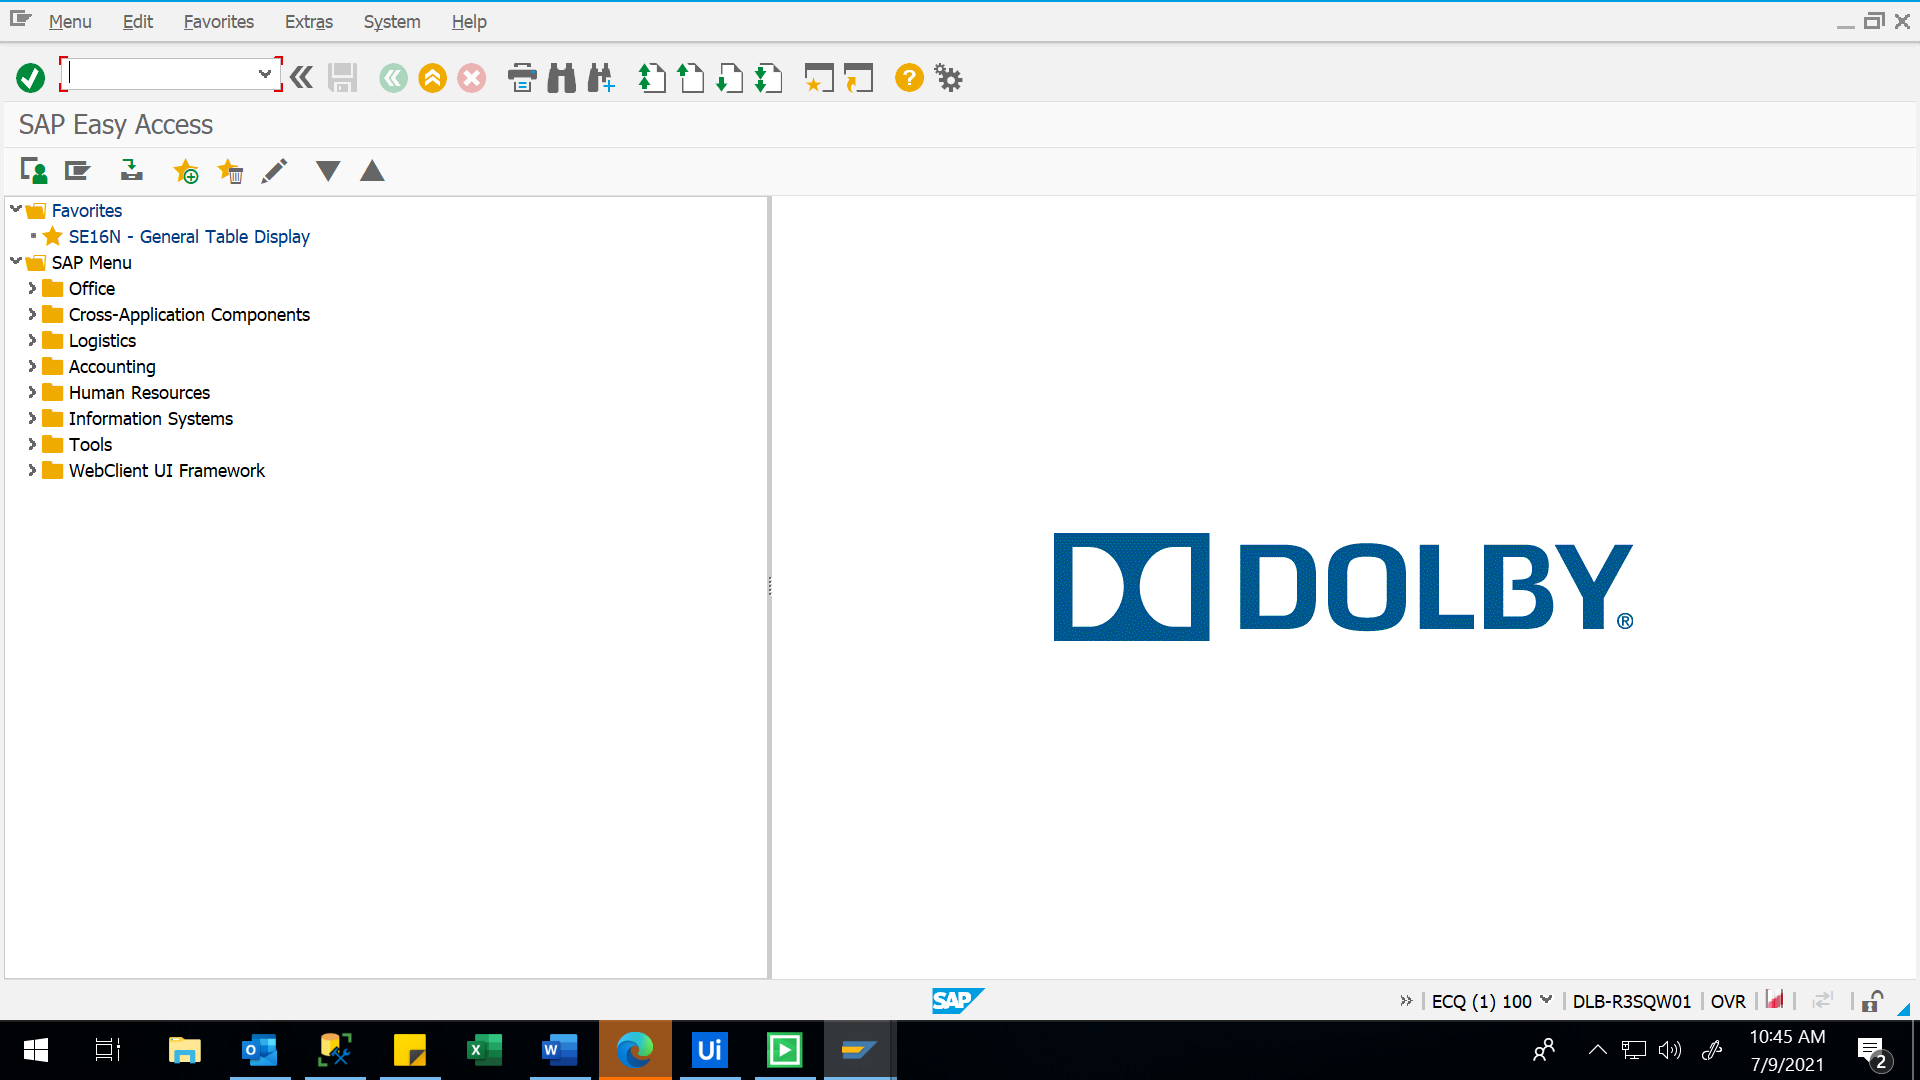 Menu Edit Favorites Extras System Help
SAP Easy Access
Favorites
SE16N - General Table Display
SAP Menu
Office
Cross-Application Components
Logistics
Accounting
Human Resources
Information Systems
Tools
WebClient UI Framework
DOLBY®
SAP
ECQ (1) 100 DLB-R3SQW01 OVR
Ui
10:45 AM
7/9/2021
2